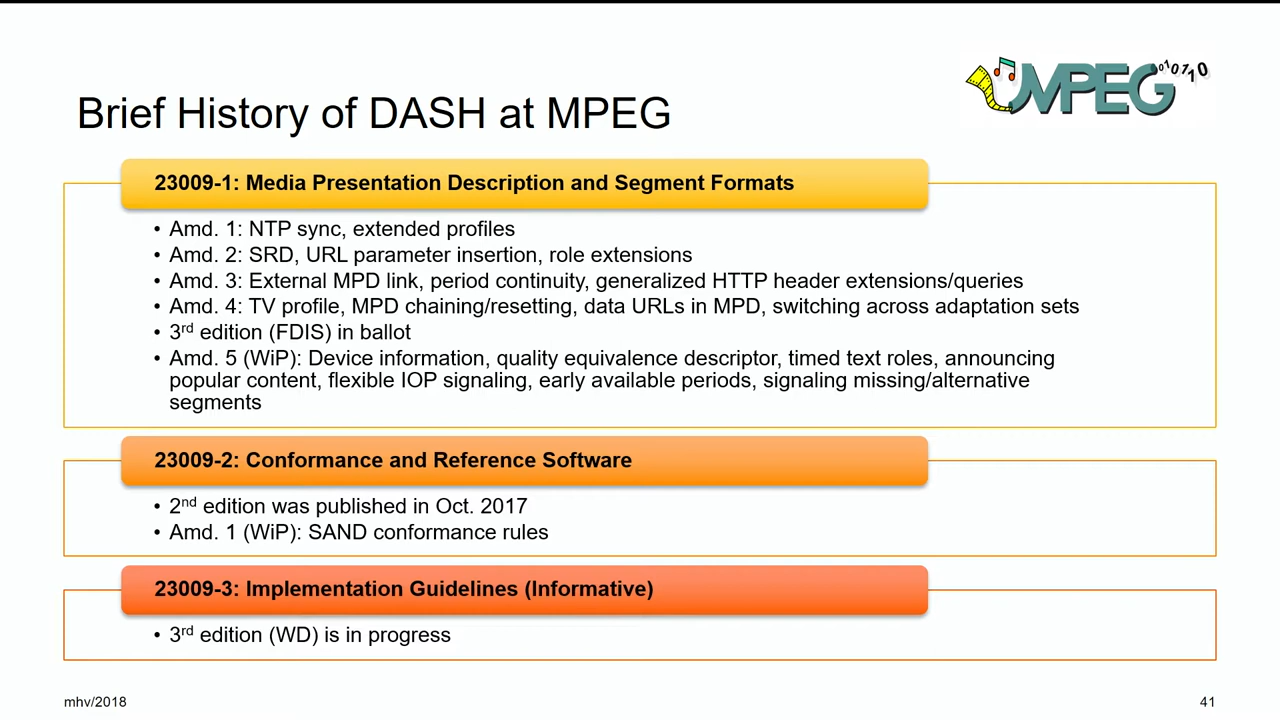 MPEG 010110
Brief History of DASH at MPEG
23009-1: Media Presentation Description and Segment Formats
• Amd. 1: NTP sync, extended profiles
• Amd. 2: SRD, URL parameter insertion, role extensions
• Amd. 3: External MPD link, period continuity, generalized HTTP header extensions/queries
• Amd. 4: TV profile, MPD chaining/resetting, data URLs in MPD, switching across adaptation sets
• 3rd edition (FDIS) in ballot
• Amd. 5 (WiP): Device information, quality equivalence descriptor, timed text roles, announcing
popular content, flexible IOP signaling, early available periods, signaling missing/alternative
segments
23009-2: Conformance and Reference Software
• 2nd edition was published in Oct. 2017
• Amd. 1 (WiP): SAND conformance rules
23009-3: Implementation Guidelines (Informative)
• 3rd edition (WD) is in progress
mhv/2018
41